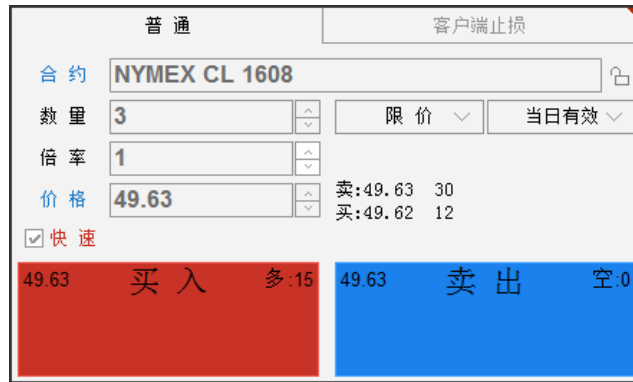 普通 客户端止损
合约 NYMEX CL 1608
数量 3 限价 当日有效
倍率 1
价格 49.63 卖:49.63 30
买:49.62 12
快速
49.63 买入 多:15 49.63 卖出 空:0